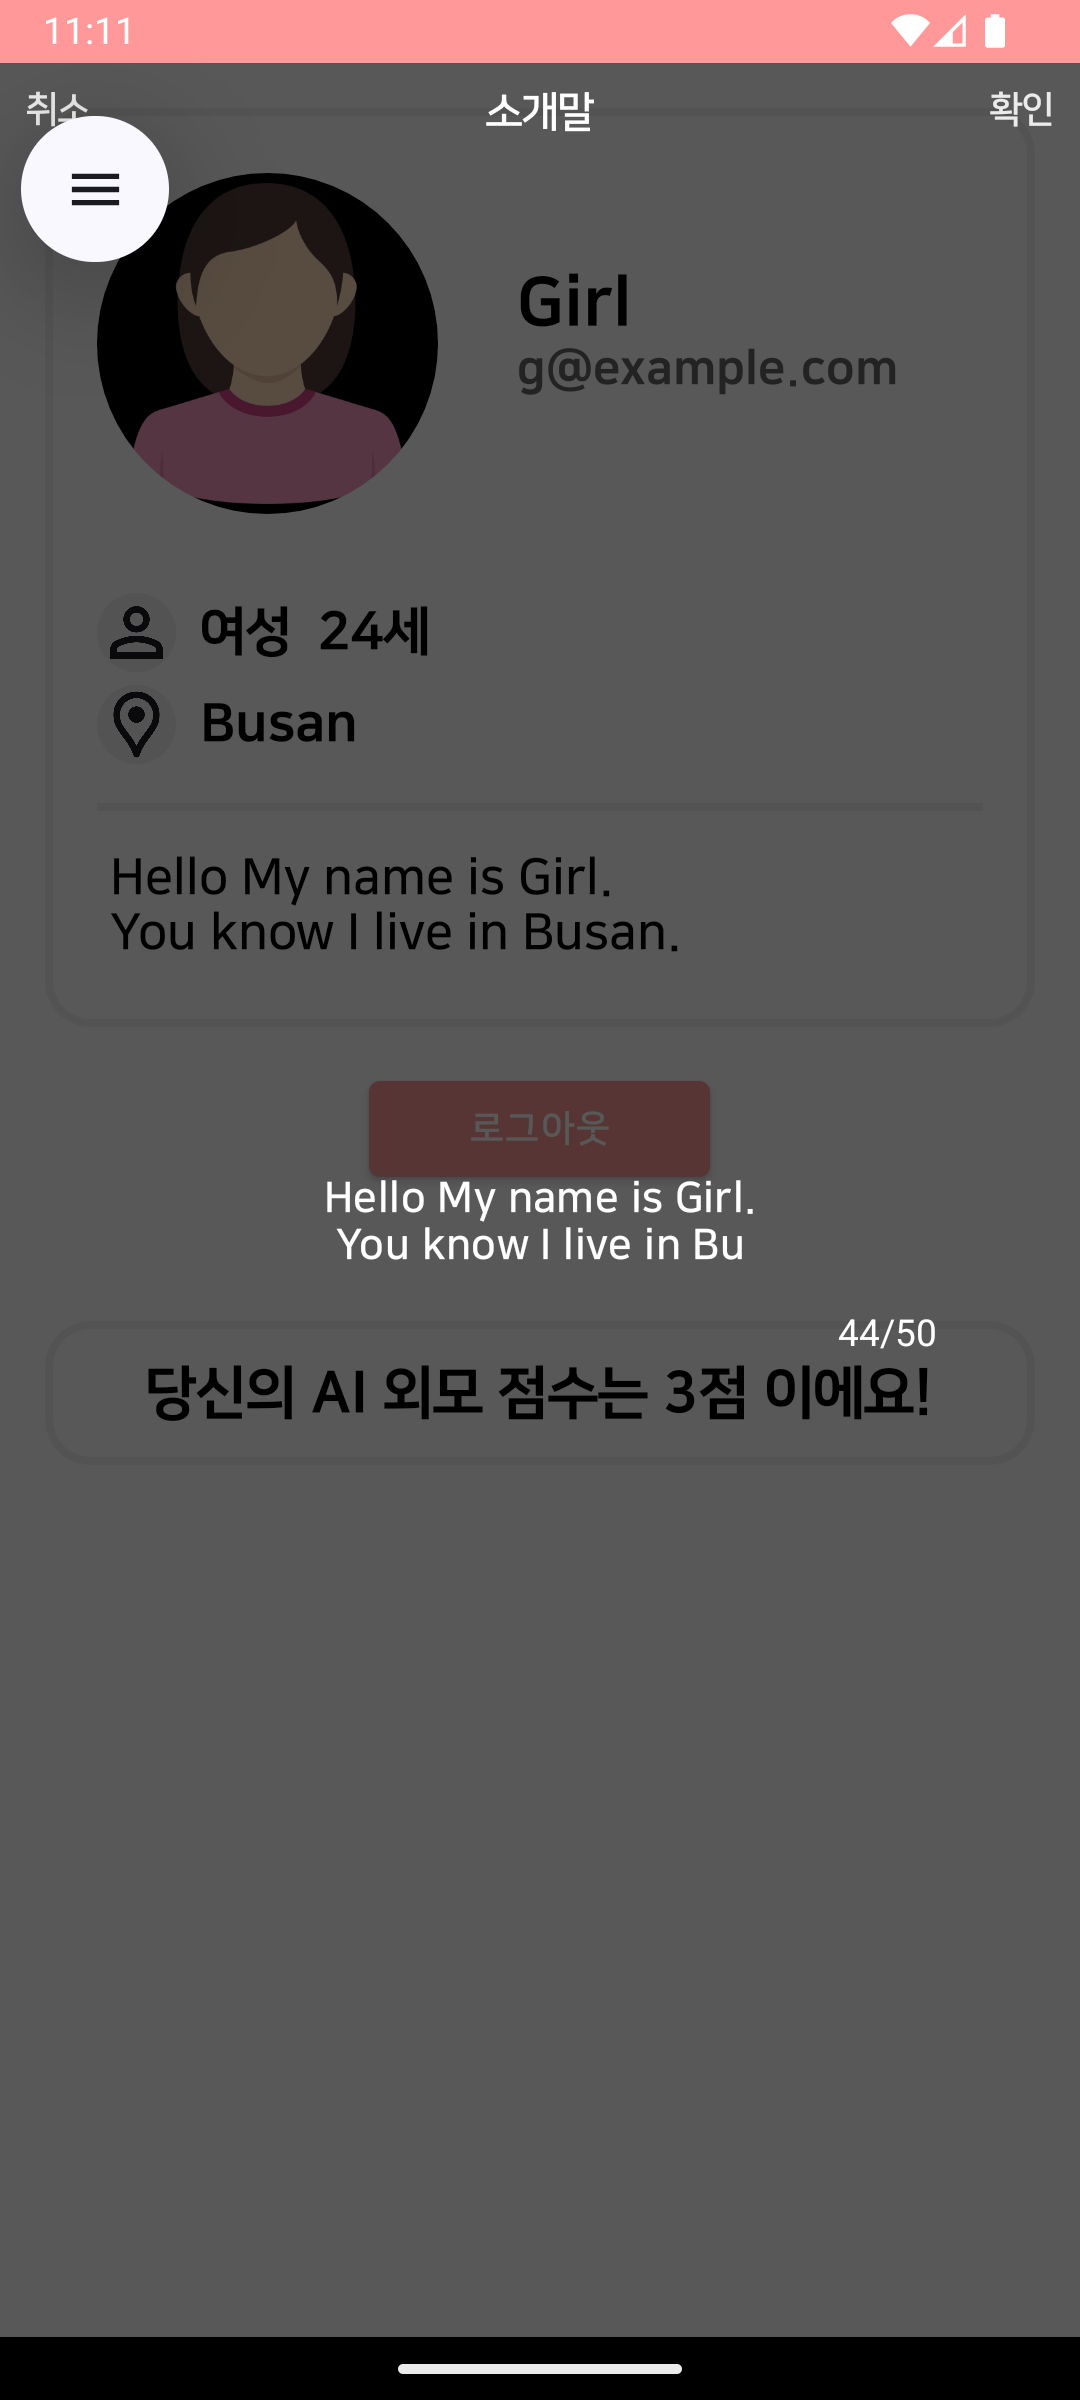 11:11
취소
소개말
확인
Girl
g@example.com
여성 24세
Busan
Hello My name is Girl.
You know I live in Busan.
로그아웃
Hello My name is Girl.
You know I live in Bu
44/50
당신의 AI 외모 점수는 3점 이에요!